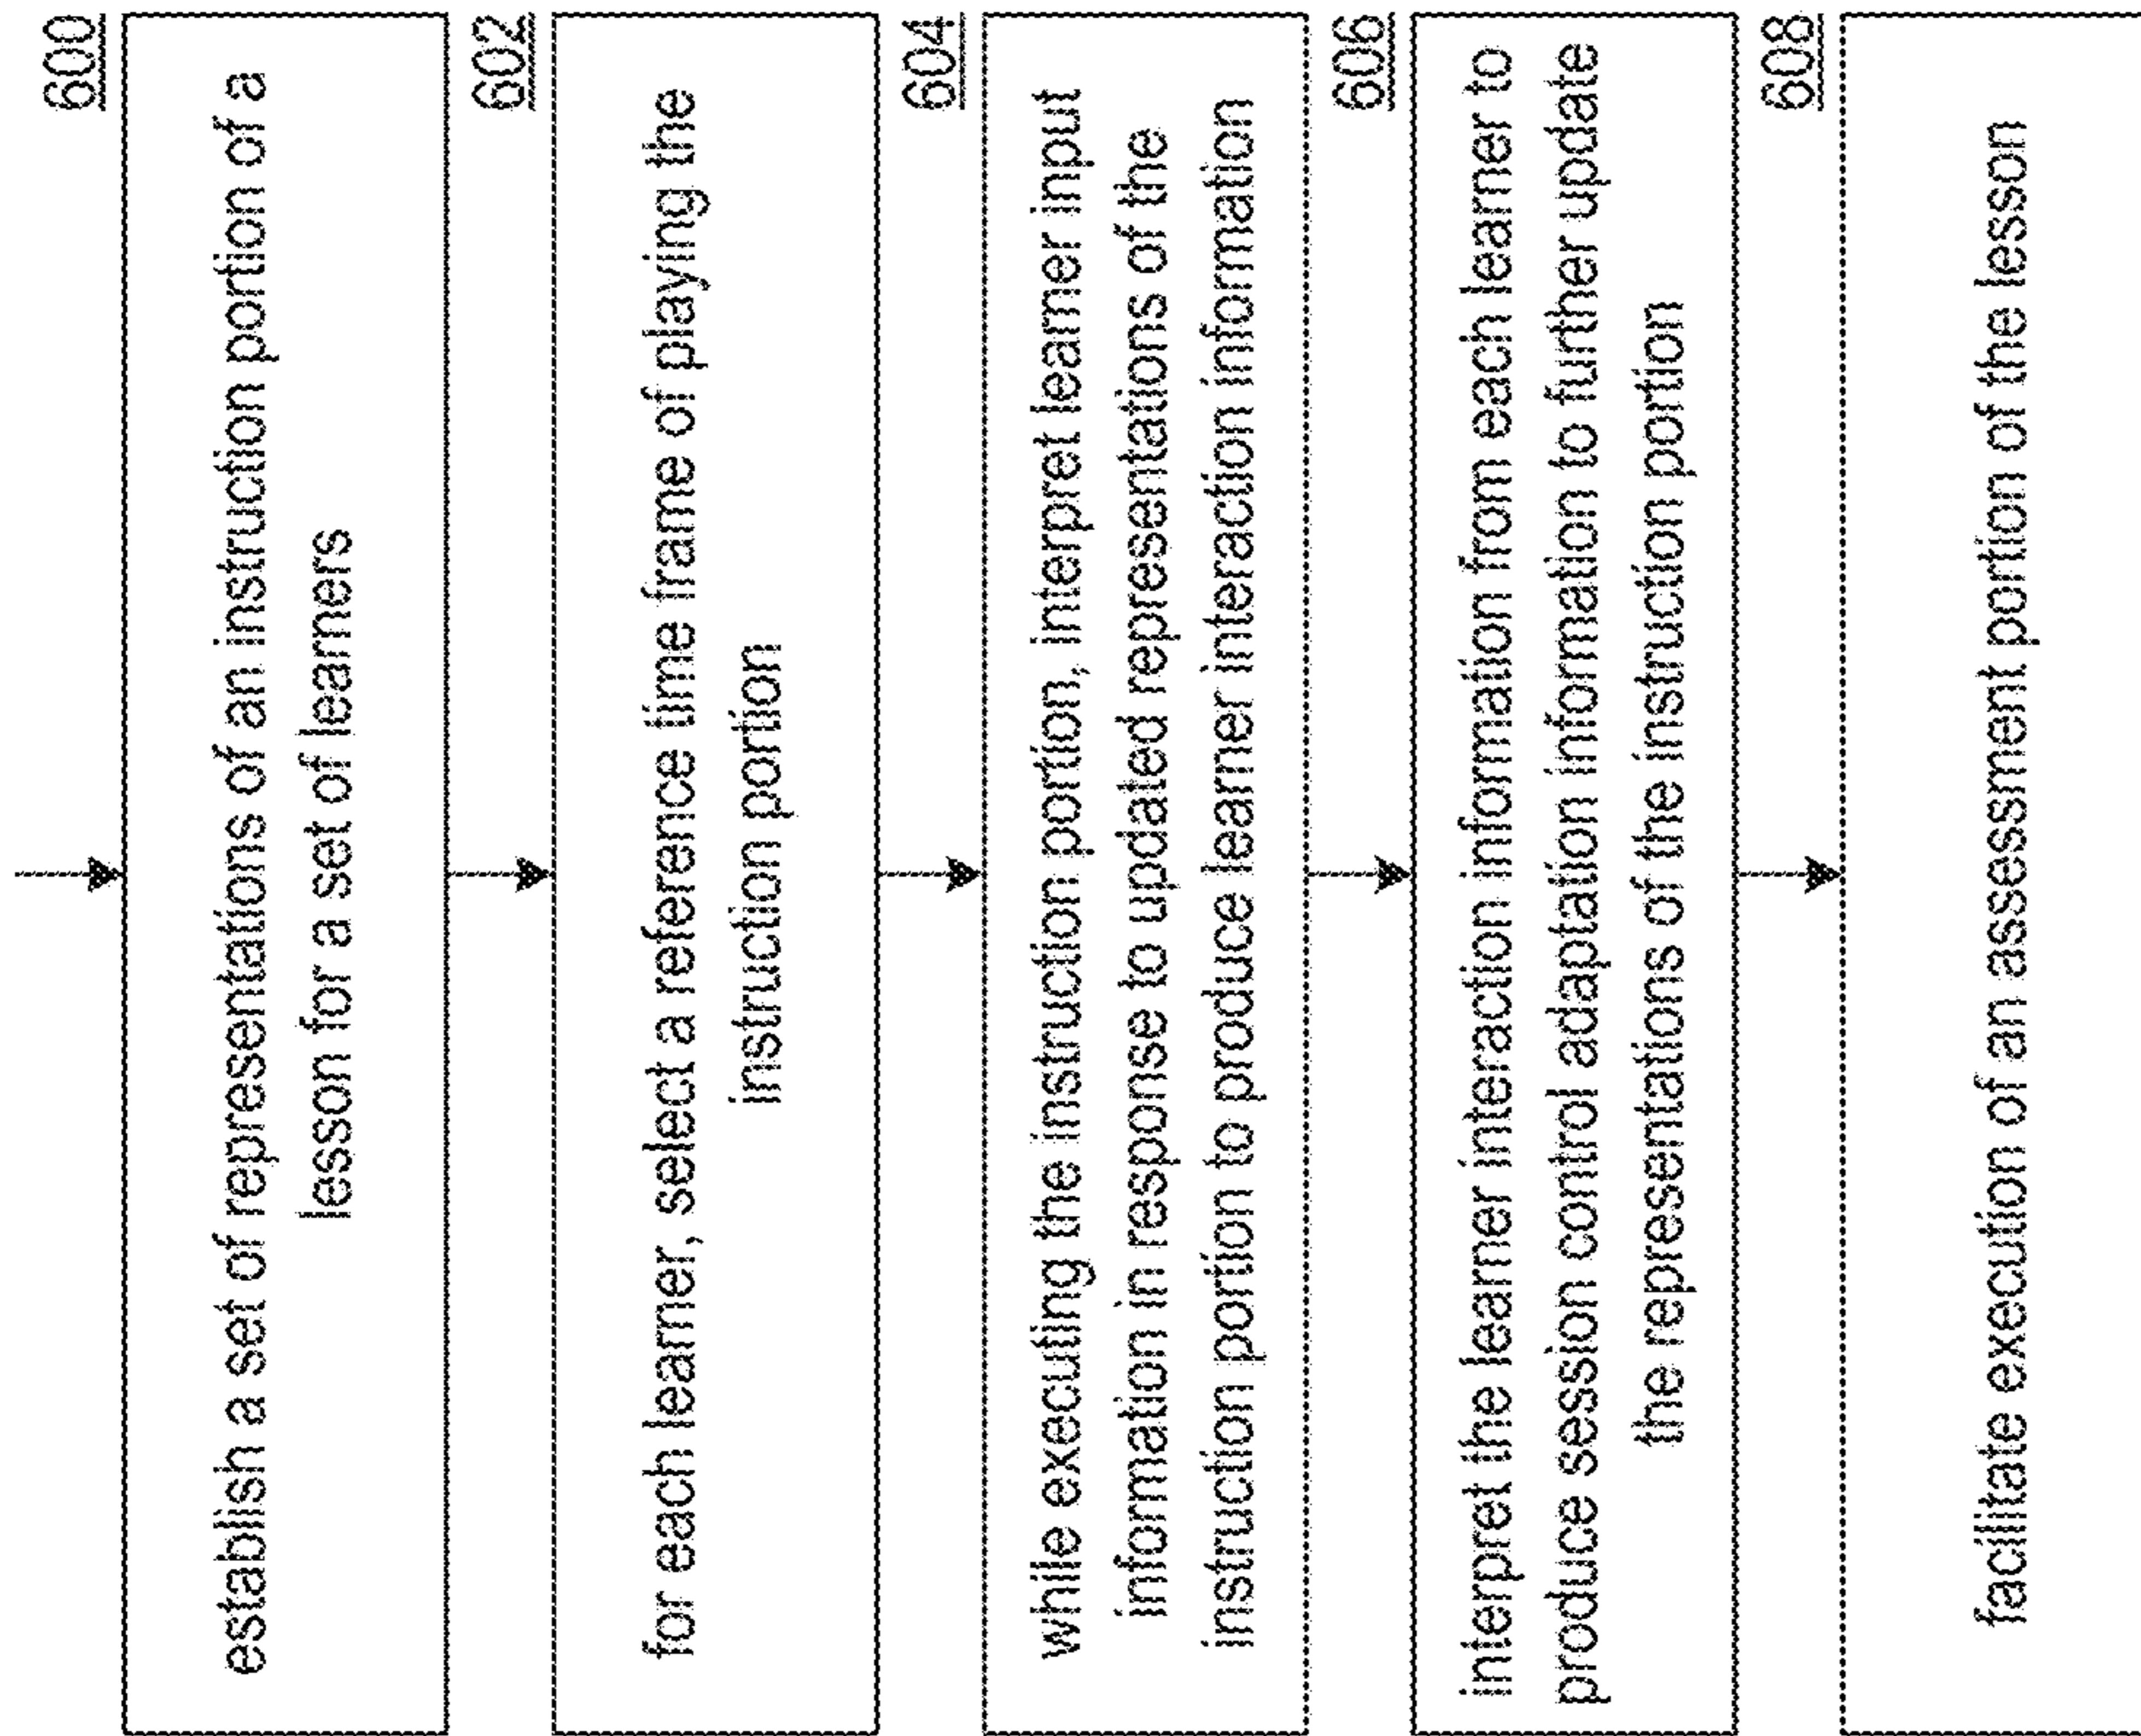 600
establish a set of representations of an instruction portion of a
lesson for a set of learners
602
for each learner, select a reference time frame of playing the
instruction portion
604
while executing the instruction portion, interpret learner input
information in response to updated representations of the
instruction portion to produce learner interaction information
606
interpret the learner interaction information from each learner to
produce session control adaptation information to further update
the representations of the instruction portion
608
facilitate execution of an assessment portion of the lesson